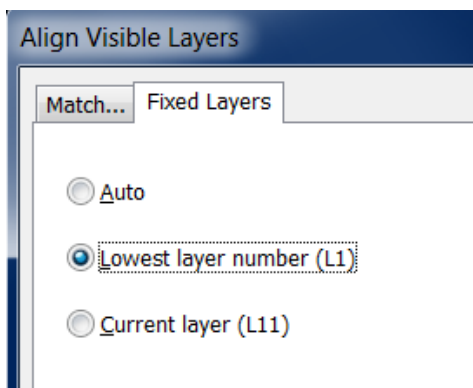 Align Visible Layers
Match... Fixed Layers
Auto
Lowest layer number (L1)
Current layer (L11)